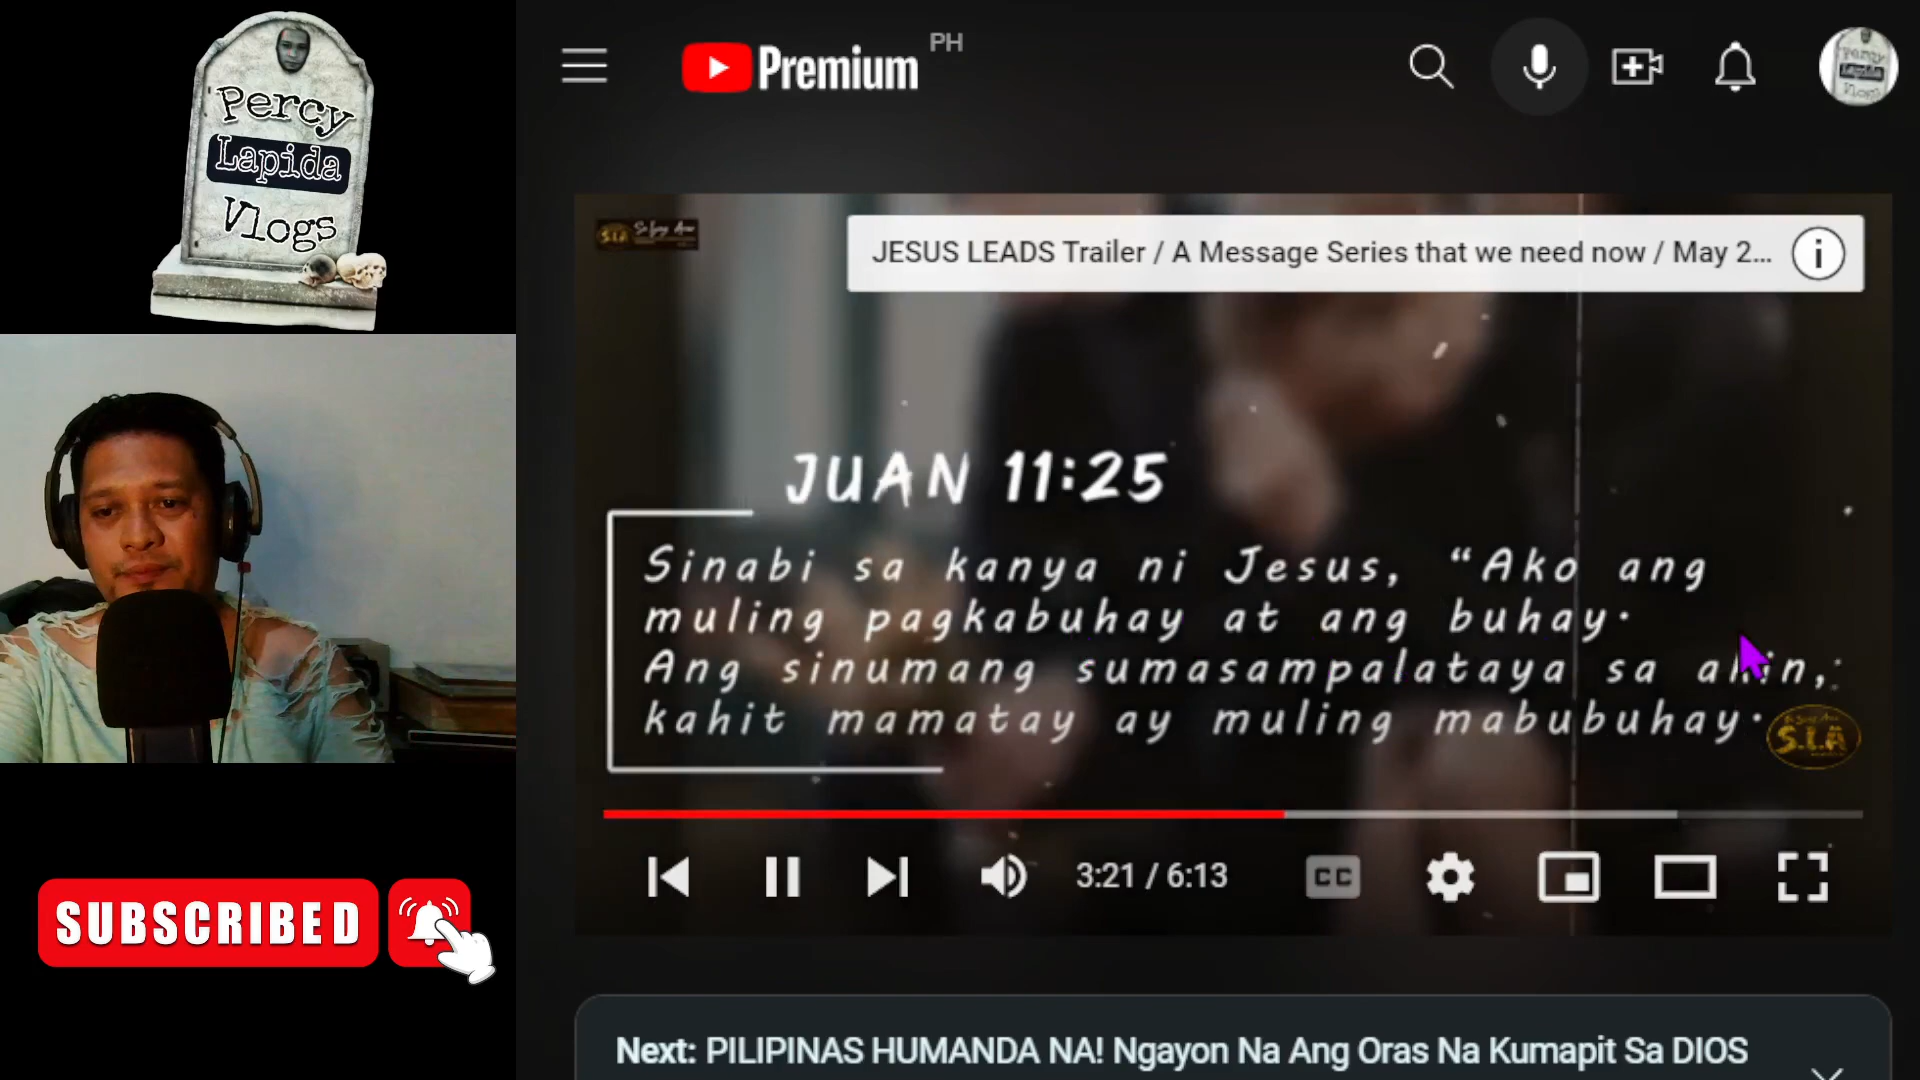 Percy
Lapida
Vlogs
SUBSCRIBED
Premium
PH
S.I.A
JESUS LEADS Trailer / A Message Series that we need now / May 2...
JUAN 11:25
Sinabi sa kanya ni Jesus, “Ako ang
muling pagkabuhay at ang buhay.
Ang sinumang sumasampalataya sa akin,
kahit mamatay ay muling mabubuhay.
S.I.A
3:21 / 6:13
CC
Next: PILIPINAS HUMANDA NA! Ngayon Na Ang Oras Na Kumapit Sa DIOS